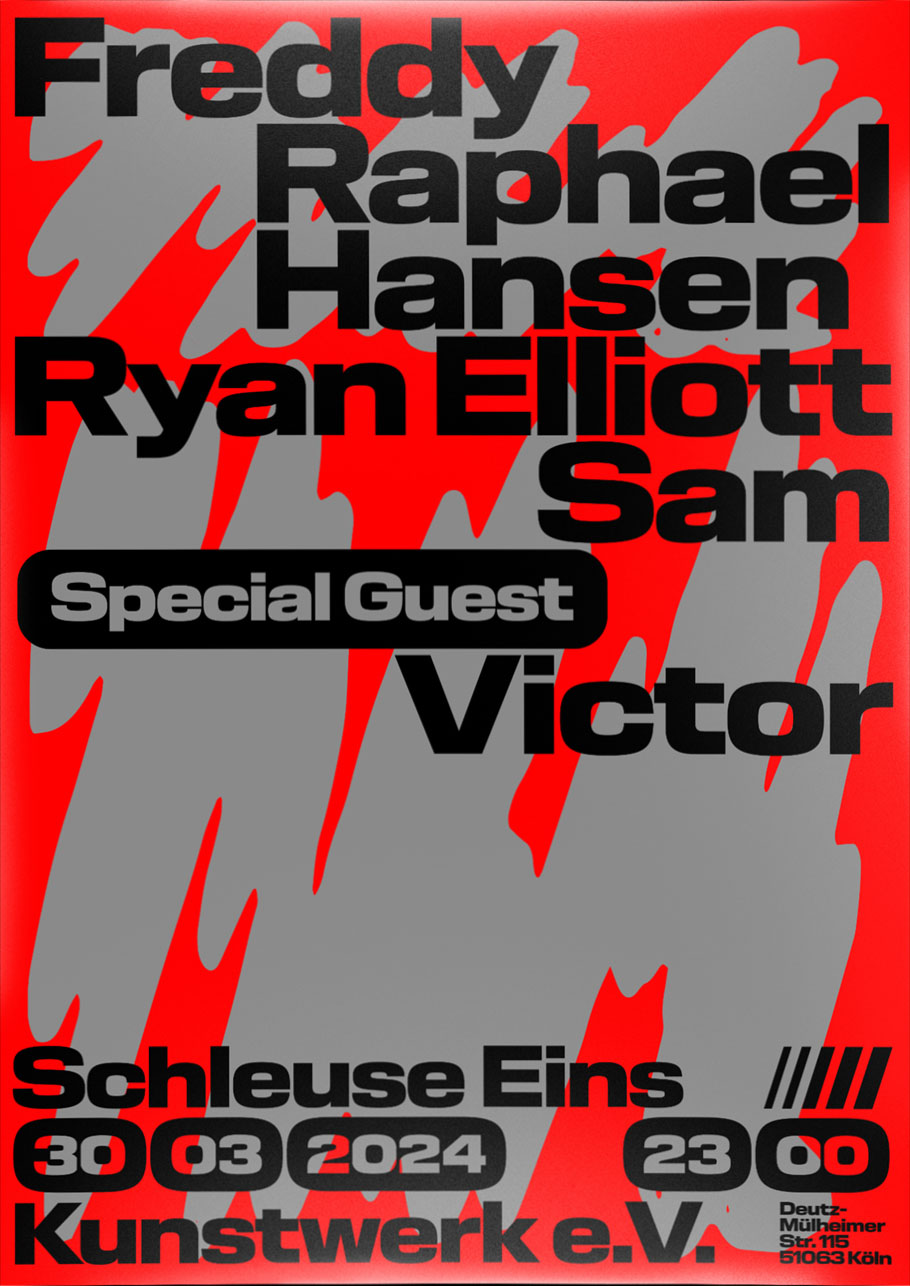 Freddy
Raphael
Hansen
Ryan Elliott
Sam
Special Guest
Victor
Schleuse Eins
30 03 2024 23 00
Kunstwerk e.V.
Deutz-
Mülheimer
Str. 115
51063 Köln